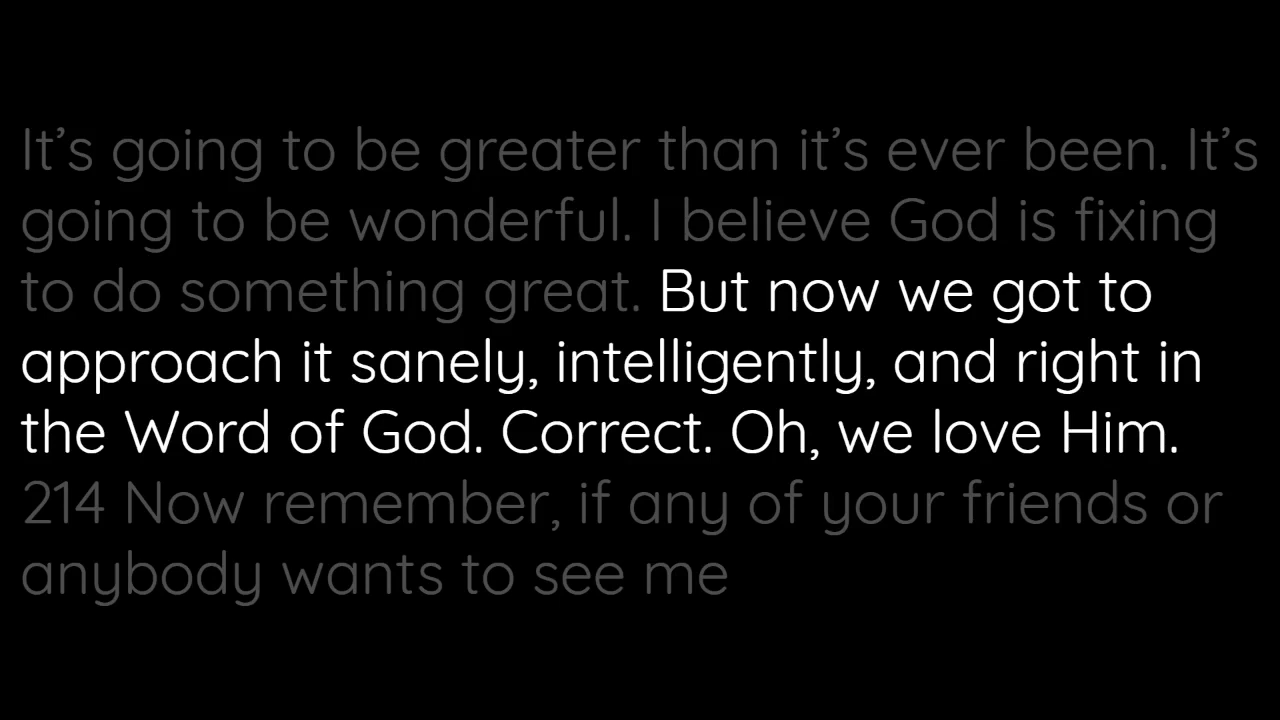 It’s going to be greater than it’s ever been. It’s
going to be wonderful. I believe God is fixing
to do something great. But now we got to
approach it sanely, intelligently, and right in
the Word of God. Correct. Oh, we love Him.
214 Now remember, if any of your friends or
anybody wants to see me